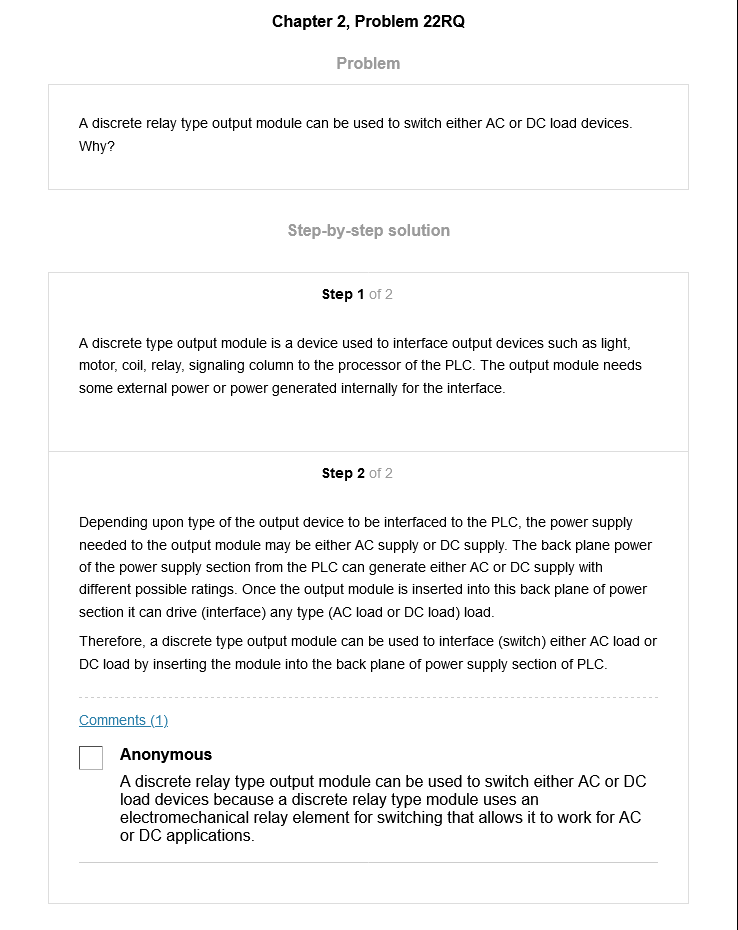 Chapter 2, Problem 22RQ
Problem
A discrete relay type output module can be used to switch either AC or DC load devices.
Why?
Step-by-step solution
Step 1 of 2
A discrete type output module is a device used to interface output devices such as light,
motor, coil, relay, signaling column to the processor of the PLC. The output module needs
some external power or power generated internally for the interface.
Step 2 of 2
Depending upon type of the output device to be interfaced to the PLC, the power supply
needed to the output module may be either AC supply or DC supply. The back plane power
of the power supply section from the PLC can generate either AC or DC supply with
different possible ratings. Once the output module is inserted into this back plane of power
section it can drive (interface) any type (AC load or DC load) load.
Therefore, a discrete type output module can be used to interface (switch) either AC load or
DC load by inserting the module into the back plane of power supply section of PLC.
Comments (1)
Anonymous
A discrete relay type output module can be used to switch either AC or DC
load devices because a discrete relay type module uses an
electromechanical relay element for switching that allows it to work for AC
or DC applications.